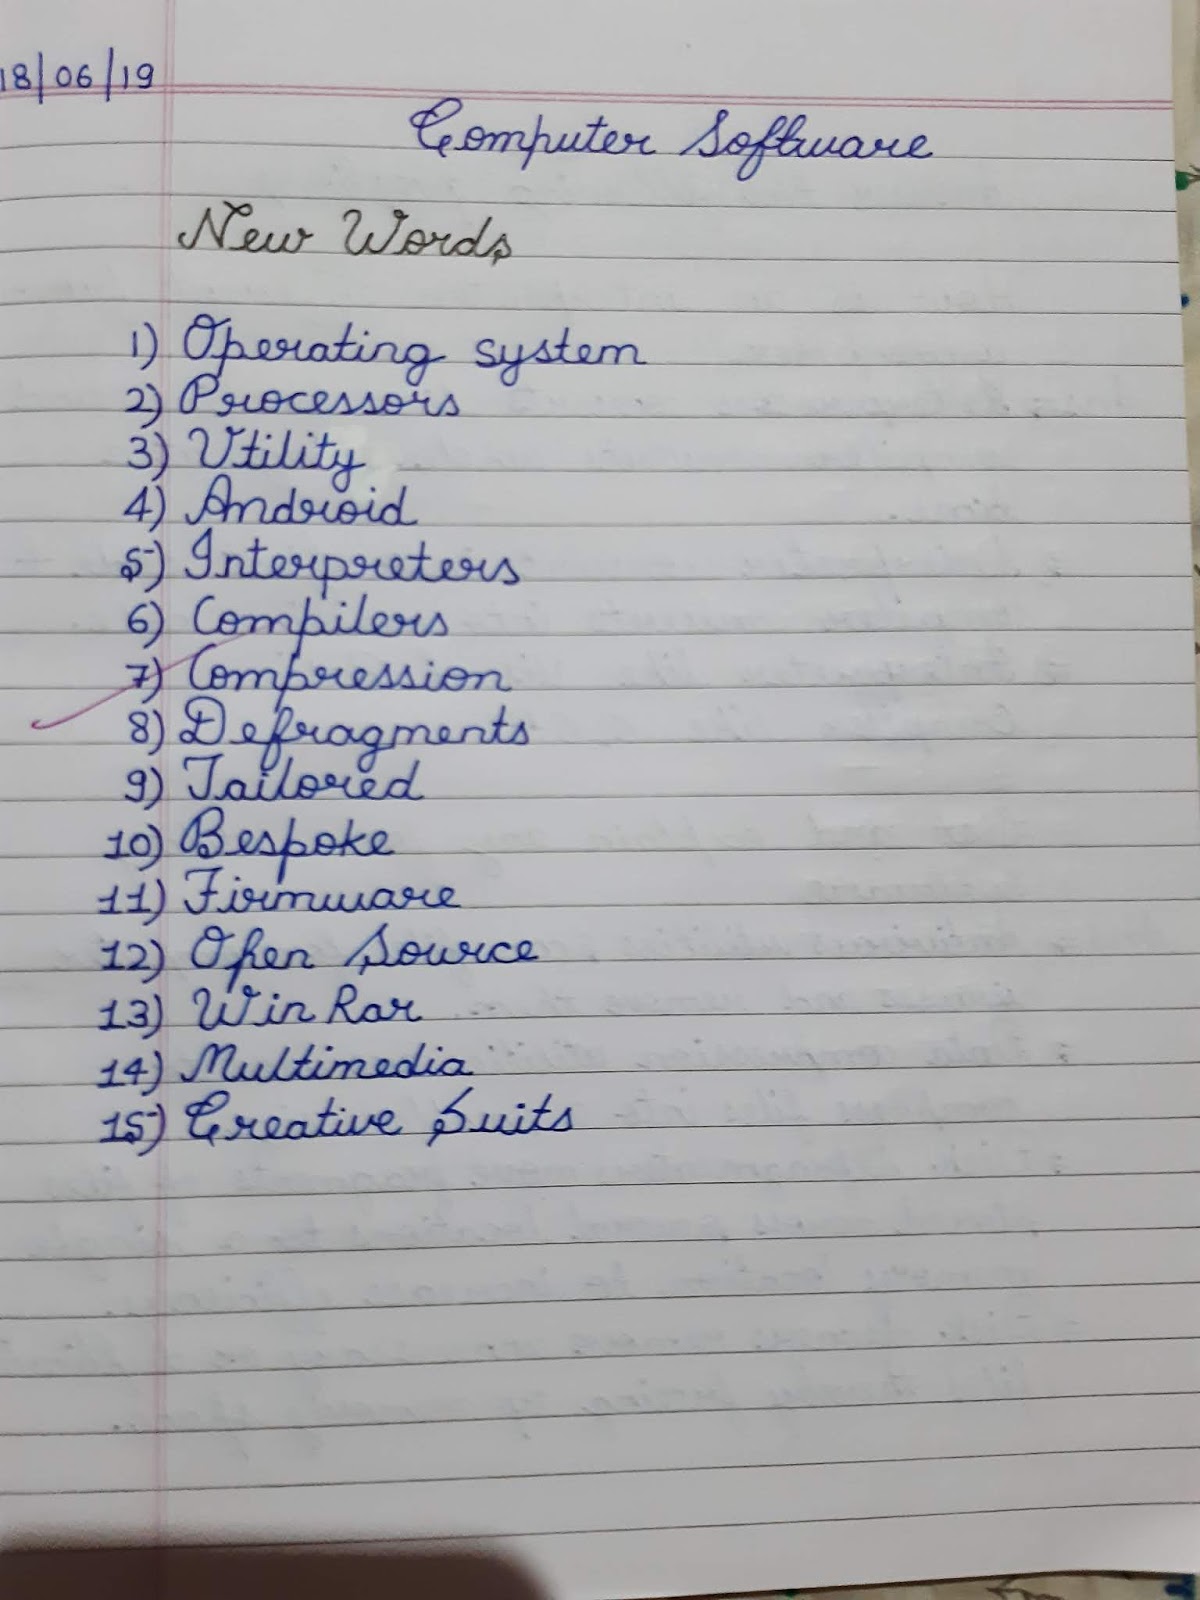 18/06/19
Computer Software
New Words
1) Operating system
2) Processors
3) Utility
4) Android
5) Interpreters
6) Compilers
7) Compression
8) Defragments
9) Tailored
10) Bespoke
11) Firmware
12) Open Source
13) Win Rar
14) Multimedia
15) Creative Suits